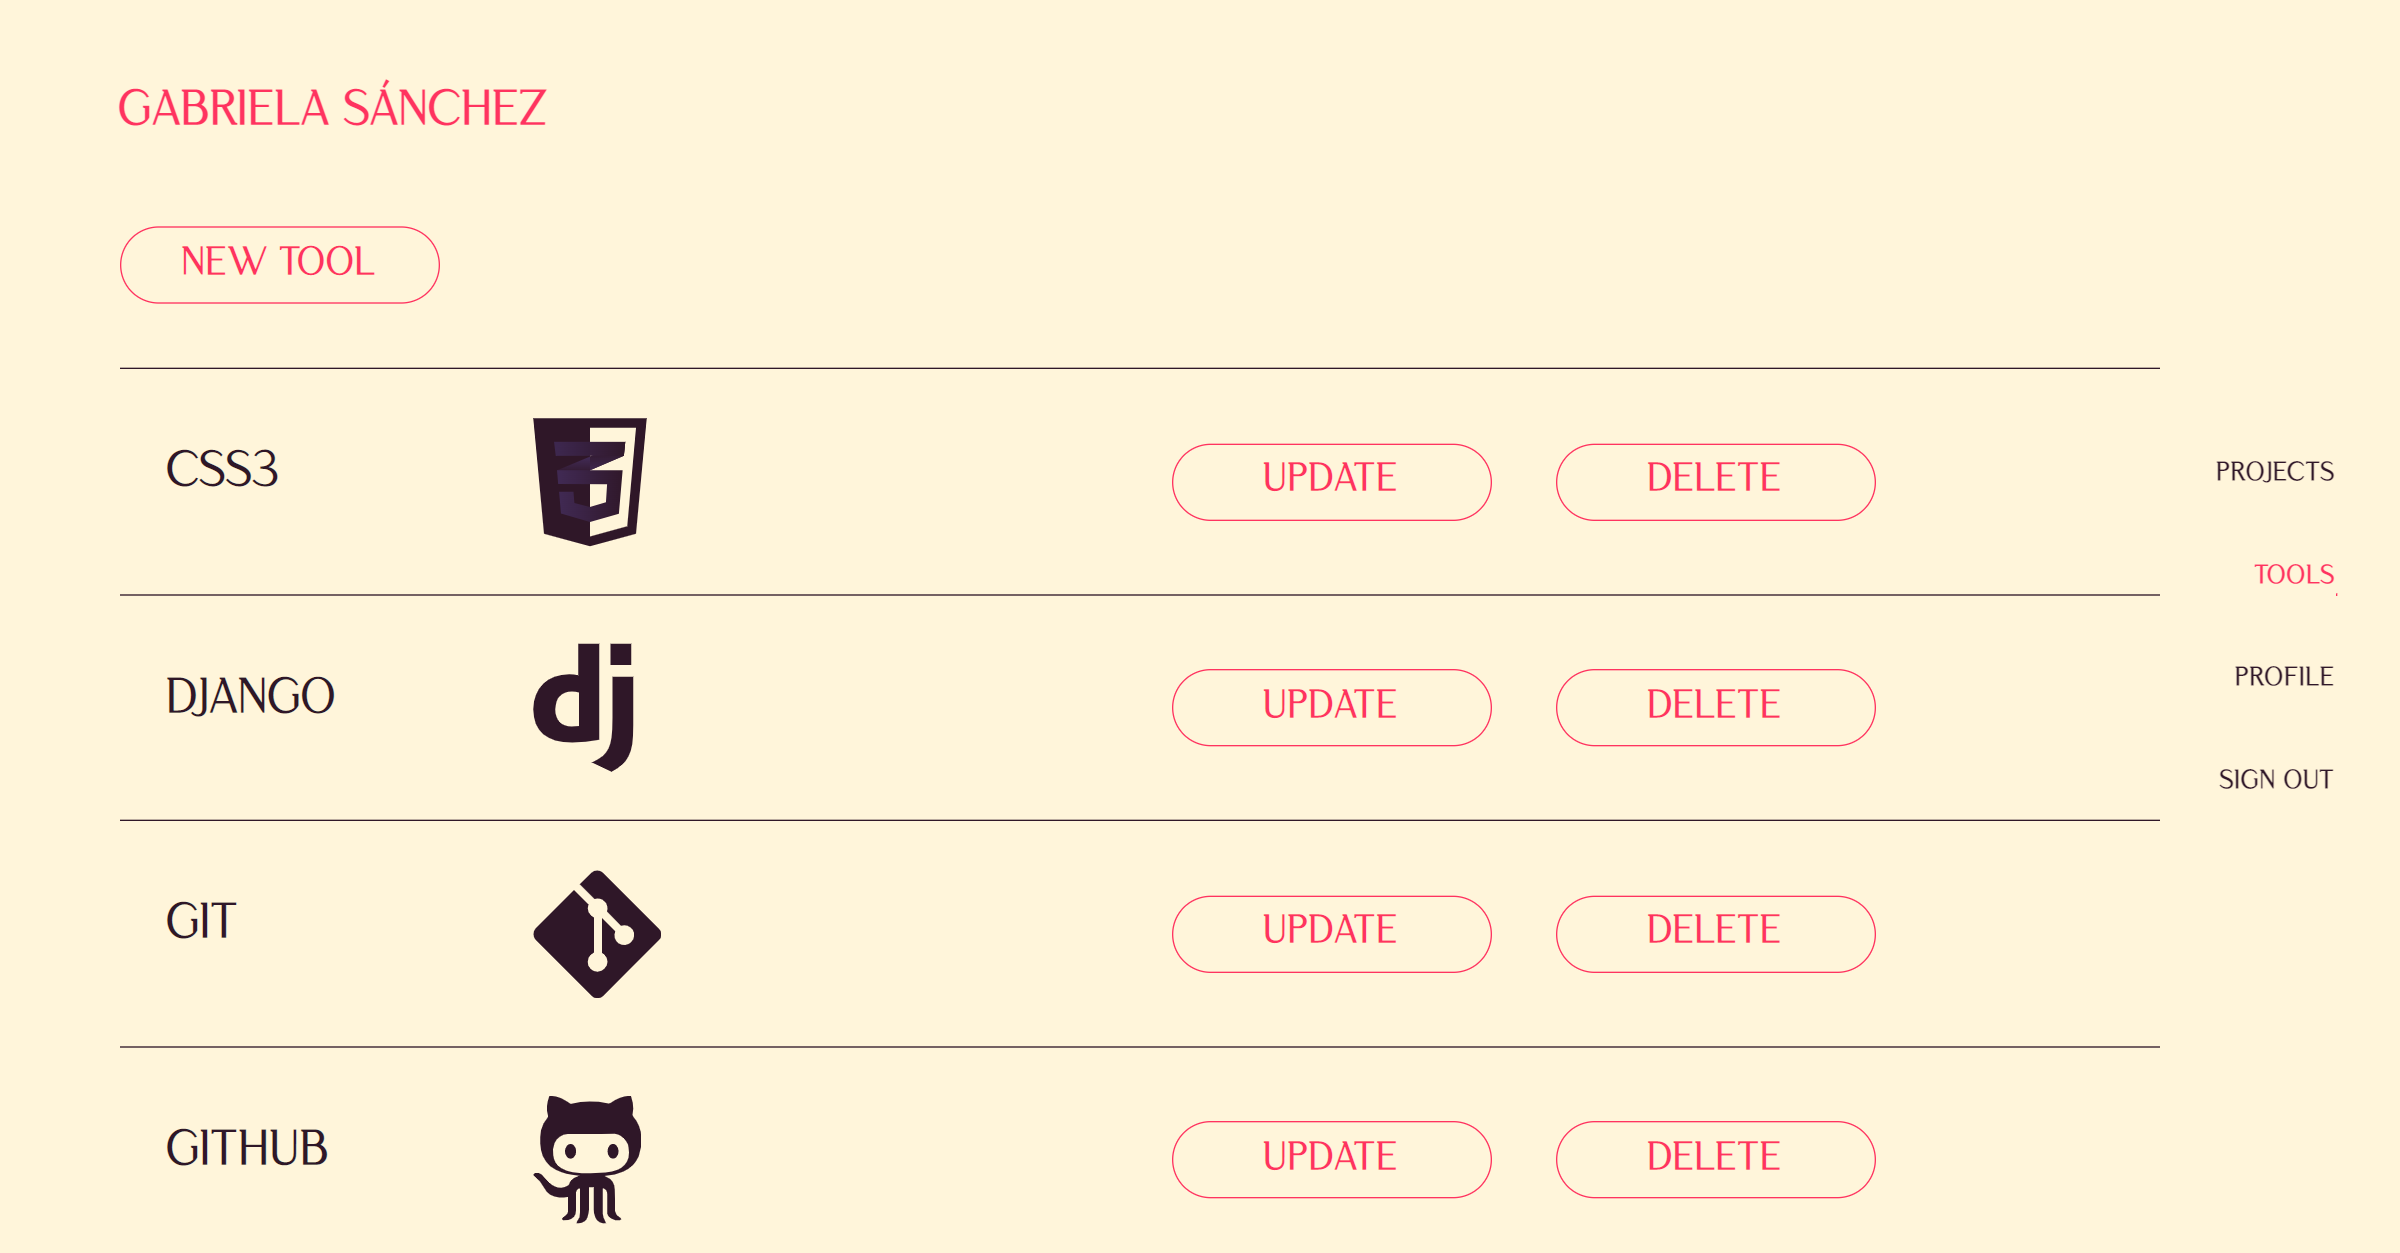 GABRIELA SÁNCHEZ
NEW TOOL
CSS3
UPDATE
DELETE
DJANGO
dj
UPDATE
DELETE
GIT
UPDATE
DELETE
GITHUB
UPDATE
DELETE
PROJECTS
TOOLS
PROFILE
SIGN OUT